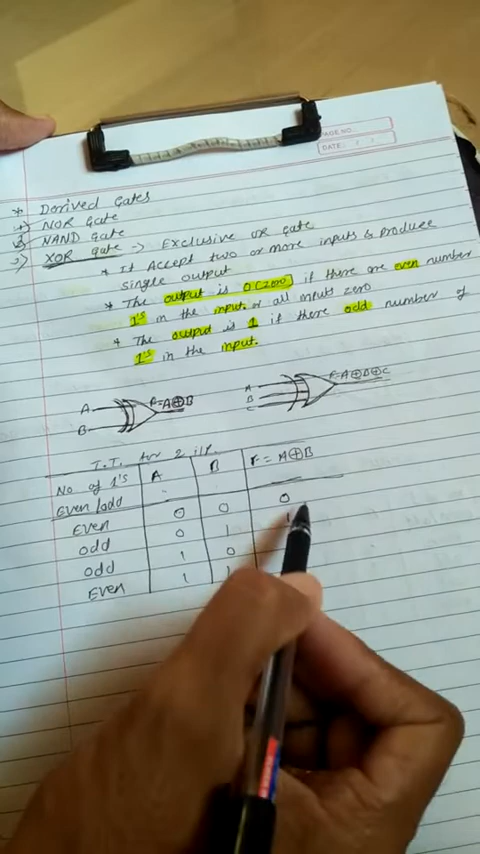 PAGE NO.
DATE: / /
* Derived Gates
1) NOR Gate
2) NAND Gate
3) XOR gate -> Exclusive OR gate
* It Accept two or more inputs & produce
single output
* The output is 0 (zero) if there are even number
1's in the input. or all inputs zero
* The output is 1 if there odd number of
1's in the input.
A B F=A⊕B
A B C F=A⊕B⊕C
T.T. for 2 i/p.
No of 1's A B F = A⊕B
Even/odd
Even 0 0 0
odd 0 1 1
odd 1 0
Even 1 1